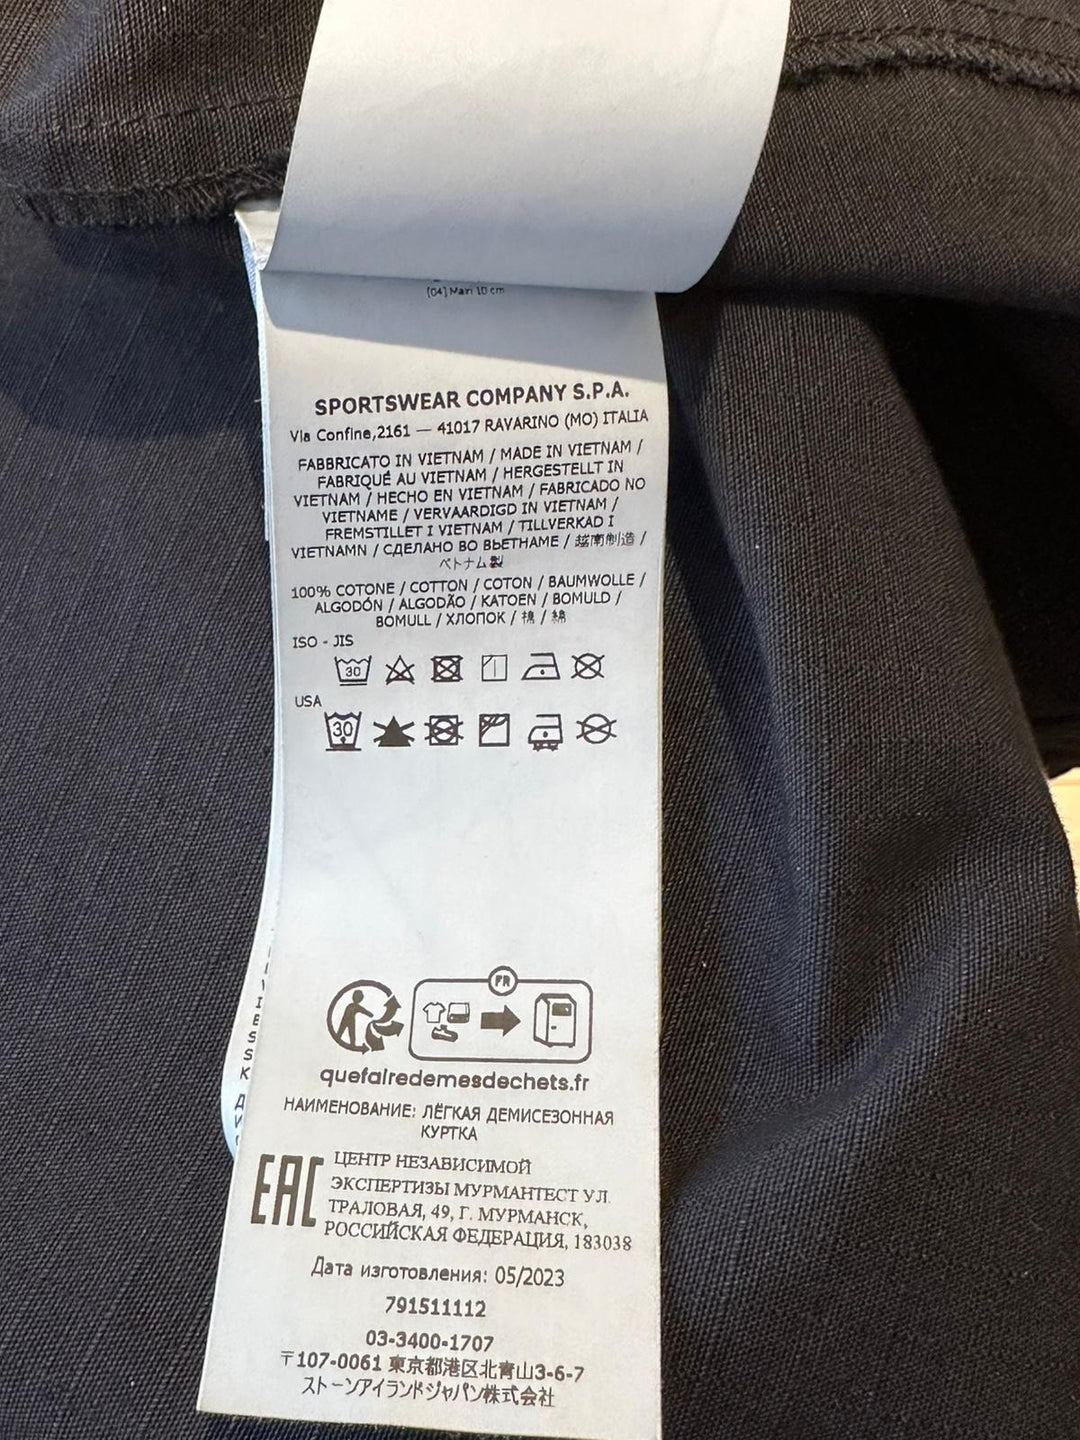 [04] Mari 10 cm
SPORTSWEAR COMPANY S.P.A.
Via Confine,2161 — 41017 RAVARINO (MO) ITALIA
FABBRICATO IN VIETNAM / MADE IN VIETNAM /
FABRIQUÉ AU VIETNAM / HERGESTELLT IN
VIETNAM / HECHO EN VIETNAM / FABRICADO NO
VIETNAME / VERVAARDIGD IN VIETNAM /
FREMSTILLET I VIETNAM / TILLVERKAD I
VIETNAMN / СДЕЛАНО ВО ВЬЕТНАМЕ / 越南制造 /
ベトナム製
100% COTONE / COTTON / COTON / BAUMWOLLE /
ALGODÓN / ALGODÃO / KATOEN / BOMULD /
BOMULL / ХЛОПОК / 棉 / 綿
ISO - JIS
30
USA
30
FR
quefairedemesdechets.fr
НАИМЕНОВАНИЕ: ЛЁГКАЯ ДЕМИСЕЗОННАЯ
КУРТКА
EAC
ЦЕНТР НЕЗАВИСИМОЙ
ЭКСПЕРТИЗЫ МУРМАНТЕСТ УЛ.
ТРАЛОВАЯ, 49, Г. МУРМАНСК,
РОССИЙСКАЯ ФЕДЕРАЦИЯ, 183038
Дата изготовления: 05/2023
791511112
03-3400-1707
〒107-0061 東京都港区北青山3-6-7
ストーンアイランドジャパン株式会社